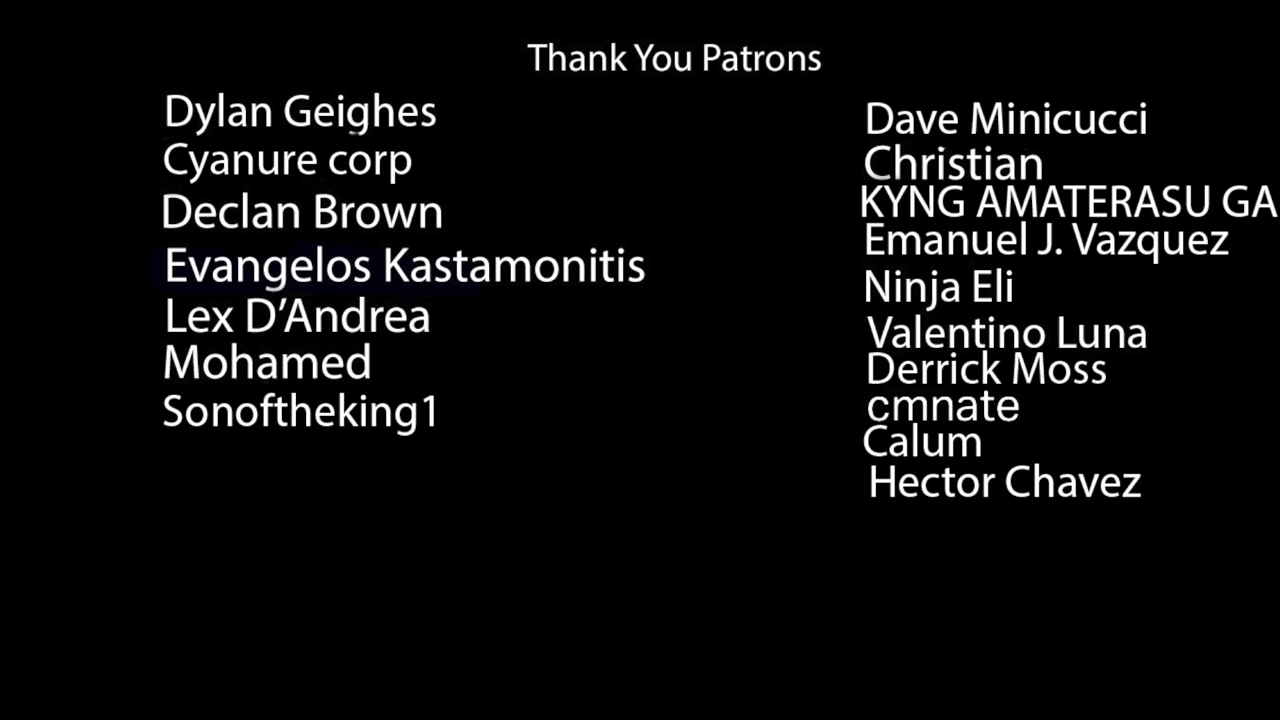 Thank You Patrons
Dylan Geighes
Cyanure corp
Declan Brown
Evangelos Kastamonitis
Lex D’Andrea
Mohamed
Sonoftheking1
Dave Minicucci
Christian
KYNG AMATERASU GA
Emanuel J. Vazquez
Ninja Eli
Valentino Luna
Derrick Moss
cmnate
Calum
Hector Chavez